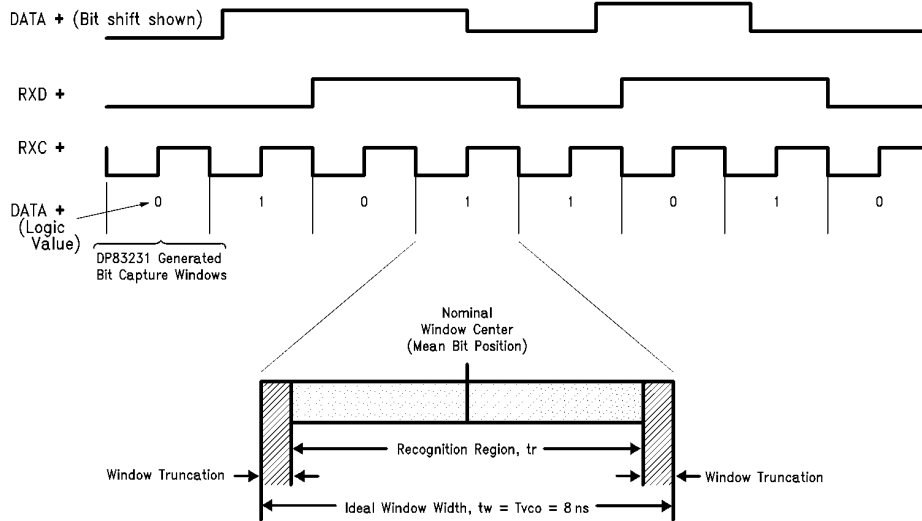 DATA + (Bit shift shown)
RXD +
RXC +
DATA +
(Logic
Value)
0 1 0 1 1 0 1 0
DP83231 Generated
Bit Capture Windows
Nominal
Window Center
(Mean Bit Position)
Recognition Region, tr
Window Truncation
Window Truncation
Ideal Window Width, tw = Tvco = 8 ns